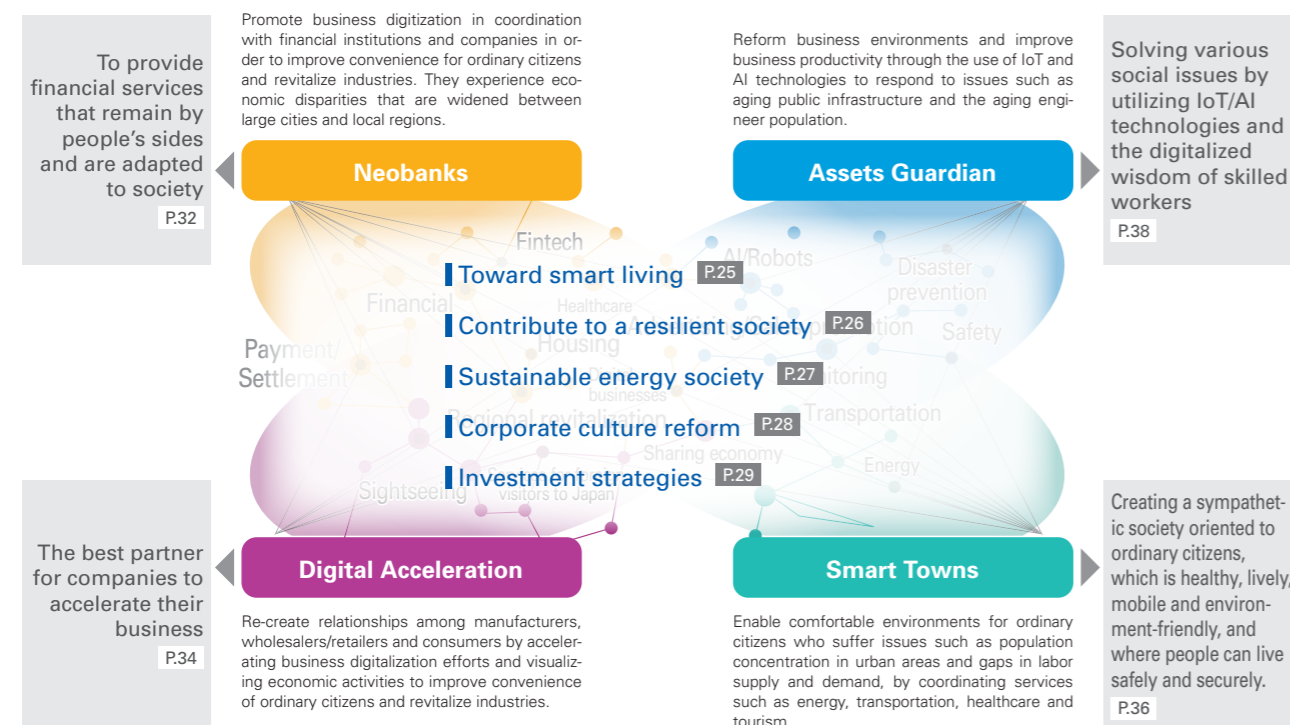 To provide
financial services
that remain by
people's sides
and are adapted
to society
P.32
Promote business digitization in coordination
with financial institutions and companies in or-
der to improve convenience for ordinary citizens
and revitalize industries. They experience eco-
nomic disparities that are widened between
large cities and local regions.
Neobanks
Reform business environments and improve
business productivity through the use of IoT and
AI technologies to respond to issues such as
aging public infrastructure and the aging engi-
neer population.
Assets Guardian
Solving various
social issues by
utilizing IoT/AI
technologies and
the digitalized
wisdom of skilled
workers
P.38
Fintech
AI/Robots
Disaster
prevention
Toward smart living P.25
Financial
Healthcare
Contribute to a resilient society P.26
Safety
Housing
Payment/
Settlement
Sustainable energy society P.27
businesses
Regional revitalization
Transportation
Corporate culture reform P.28
Sharing economy
Energy
Investment strategies P.29
Sightseeing
visitors to Japan
The best partner
for companies to
accelerate their
business
P.34
Digital Acceleration
Re-create relationships among manufacturers,
wholesalers/retailers and consumers by acceler-
ating business digitalization efforts and visualiz-
ing economic activities to improve convenience
of ordinary citizens and revitalize industries.
Smart Towns
Enable comfortable environments for ordinary
citizens who suffer issues such as population
concentration in urban areas and gaps in labor
supply and demand, by coordinating services
such as energy, transportation, healthcare and
tourism
Creating a sympathet-
ic society oriented to
ordinary citizens,
which is healthy, lively,
mobile and environ-
ment-friendly, and
where people can live
safely and securely.
P.36